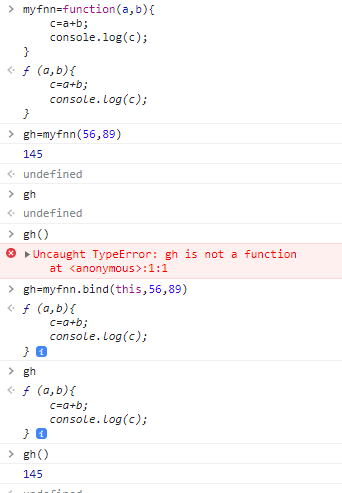 > myfnn=function(a,b){
c=a+b;
console.log(c);
}
< ƒ (a,b){
c=a+b;
console.log(c);
}
> gh=myfnn(56,89)
145
< undefined
> gh
< undefined
> gh()
Uncaught TypeError: gh is not a function
at <anonymous>:1:1
> gh=myfnn.bind(this,56,89)
< ƒ (a,b){
c=a+b;
console.log(c);
} i
> gh
< ƒ (a,b){
c=a+b;
console.log(c);
} i
> gh()
145
< undefined